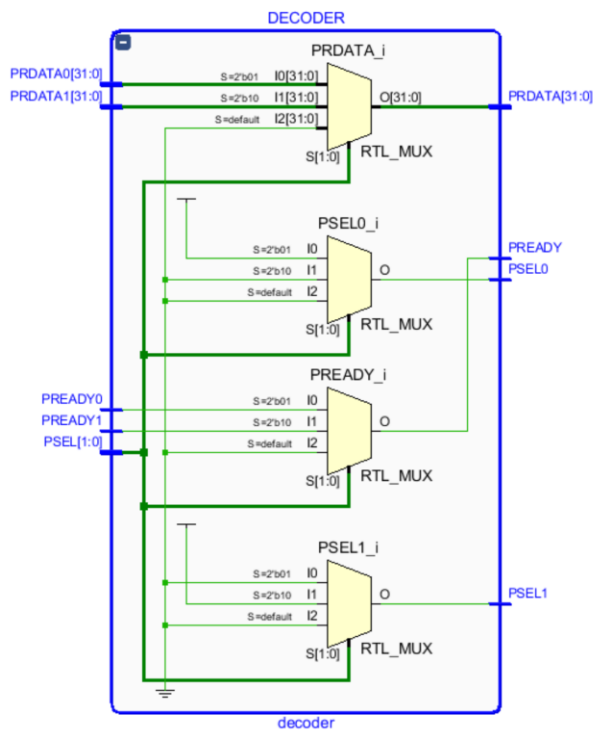 DECODER
PRDATA_i
PRDATA0[31:0]
S=2'b01 I0[31:0]
PRDATA1[31:0]
S=2'b10 I1[31:0]
O[31:0]
PRDATA[31:0]
S=default I2[31:0]
S[1:0]
RTL_MUX
PSEL0_i
S=2'b01 I0
PREADY
S=2'b10 I1
O
PSEL0
S=default I2
S[1:0]
RTL_MUX
PREADY_i
PREADY0
S=2'b01 I0
PREADY1
S=2'b10 I1
O
PSEL[1:0]
S=default I2
S[1:0]
RTL_MUX
PSEL1_i
S=2'b01 I0
S=2'b10 I1
O
PSEL1
S=default I2
S[1:0]
RTL_MUX
decoder